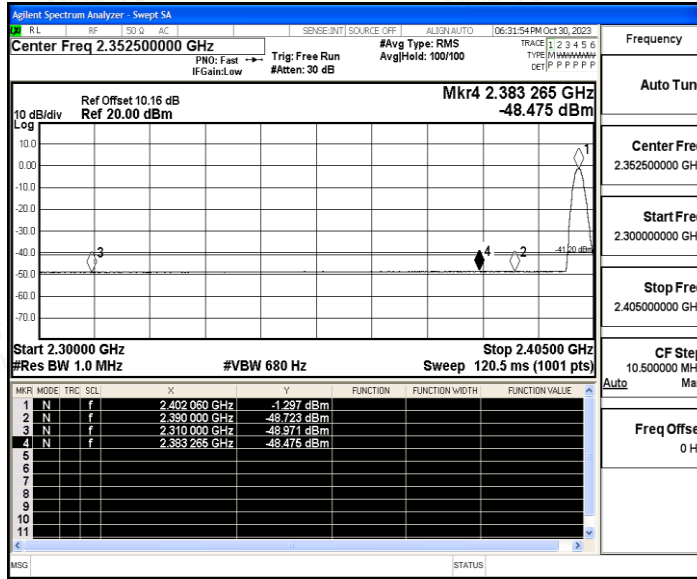 Agilent Spectrum Analyzer - Swept SA
RL RF 50 Ω AC SENSE:INT SOURCE OFF ALIGN AUTO 06:31:54 PM Oct 30, 2023
Center Freq 2.352500000 GHz
#Avg Type: RMS
Avg|Hold: 100/100
TRACE 1 2 3 4 5 6
TYPE M
DET P P P P P P
PNO: Fast
IFGain:Low
Trig: Free Run
#Atten: 30 dB
Ref Offset 10.16 dB
Ref 20.00 dBm
10 dB/div
Log
Mkr4 2.383 265 GHz
-48.475 dBm
10.0
0.00
-10.0
-20.0
-30.0
-40.0
-50.0
-60.0
-70.0
1
2
3
4
-41.20 dBm
Start 2.30000 GHz
Stop 2.40500 GHz
#Res BW 1.0 MHz
#VBW 680 Hz
Sweep 120.5 ms (1001 pts)
MKR MODE TRC SCL X Y FUNCTION FUNCTION WIDTH FUNCTION VALUE
1 N f 2.402 060 GHz -1.297 dBm
2 N f 2.390 000 GHz -48.723 dBm
3 N f 2.310 000 GHz -48.971 dBm
4 N f 2.383 265 GHz -48.475 dBm
5
6
7
8
9
10
11
MSG
STATUS
Frequency
Auto Tun
Center Fre
2.352500000 GH
Start Fre
2.300000000 GH
Stop Fre
2.405000000 GH
CF Step
10.500000 MH
Auto Ma
Freq Offse
0 H